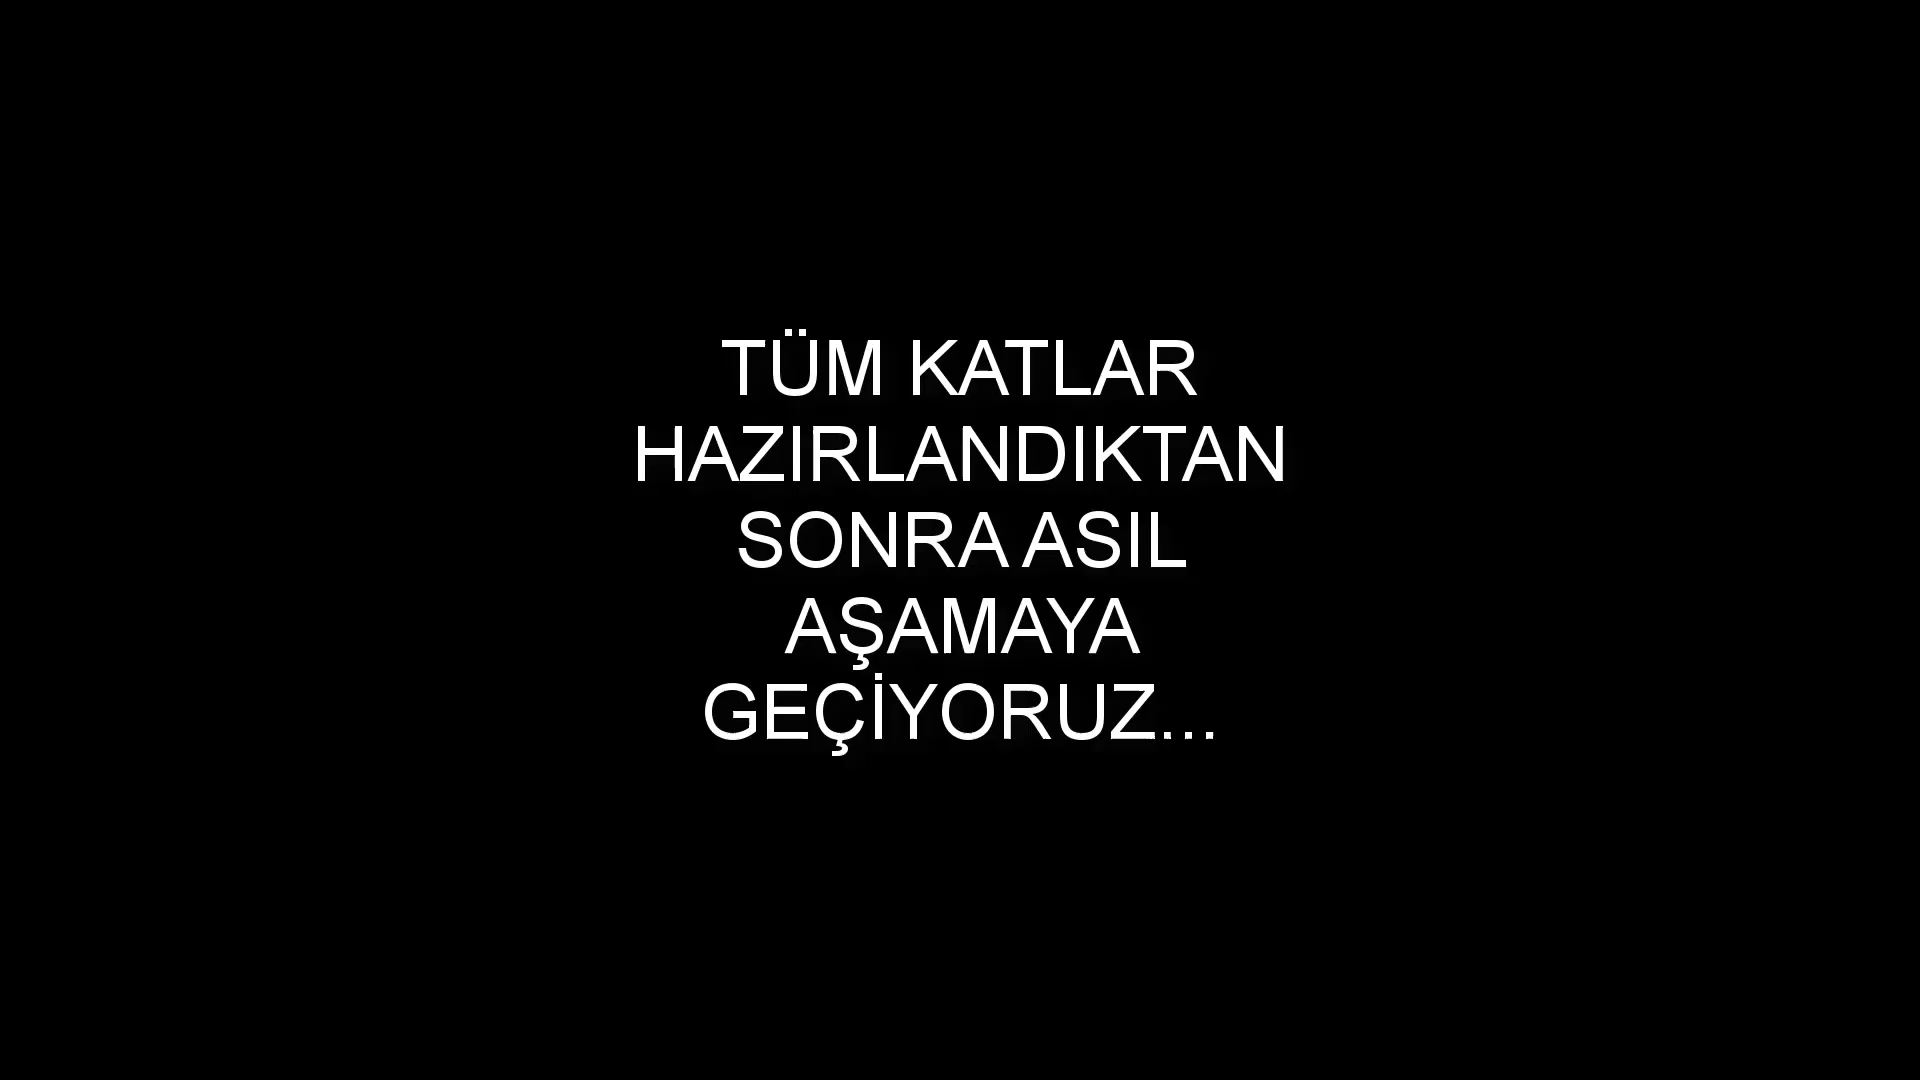 TÜM KATLAR
HAZIRLANDIKTAN
SONRA ASIL
AŞAMAYA
GEÇİYORUZ...